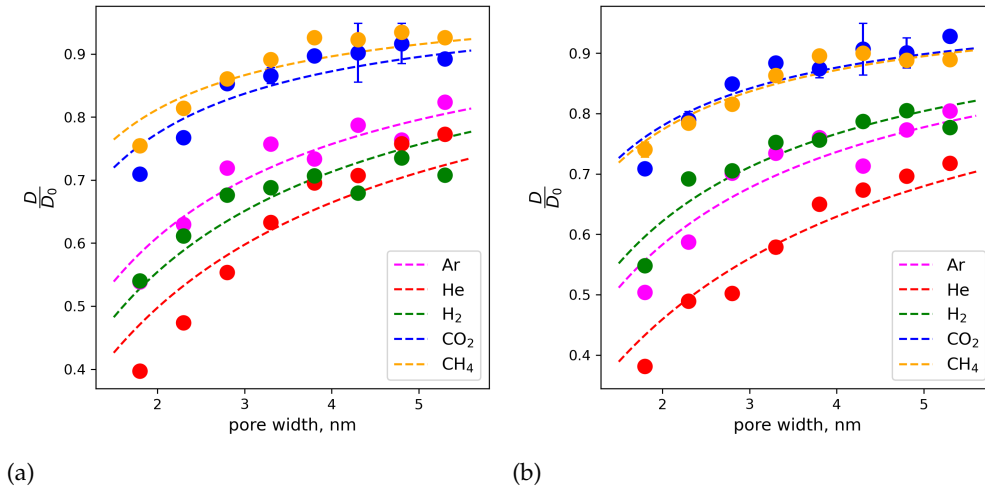 0.9
0.8
0.7
0.6
0.5
0.4
D
D₀
2
3
4
5
pore width, nm
Ar
He
H₂
CO₂
CH₄
(a)
0.9
0.8
0.7
0.6
0.5
0.4
D
D₀
2
3
4
5
pore width, nm
Ar
He
H₂
CO₂
CH₄
(b)